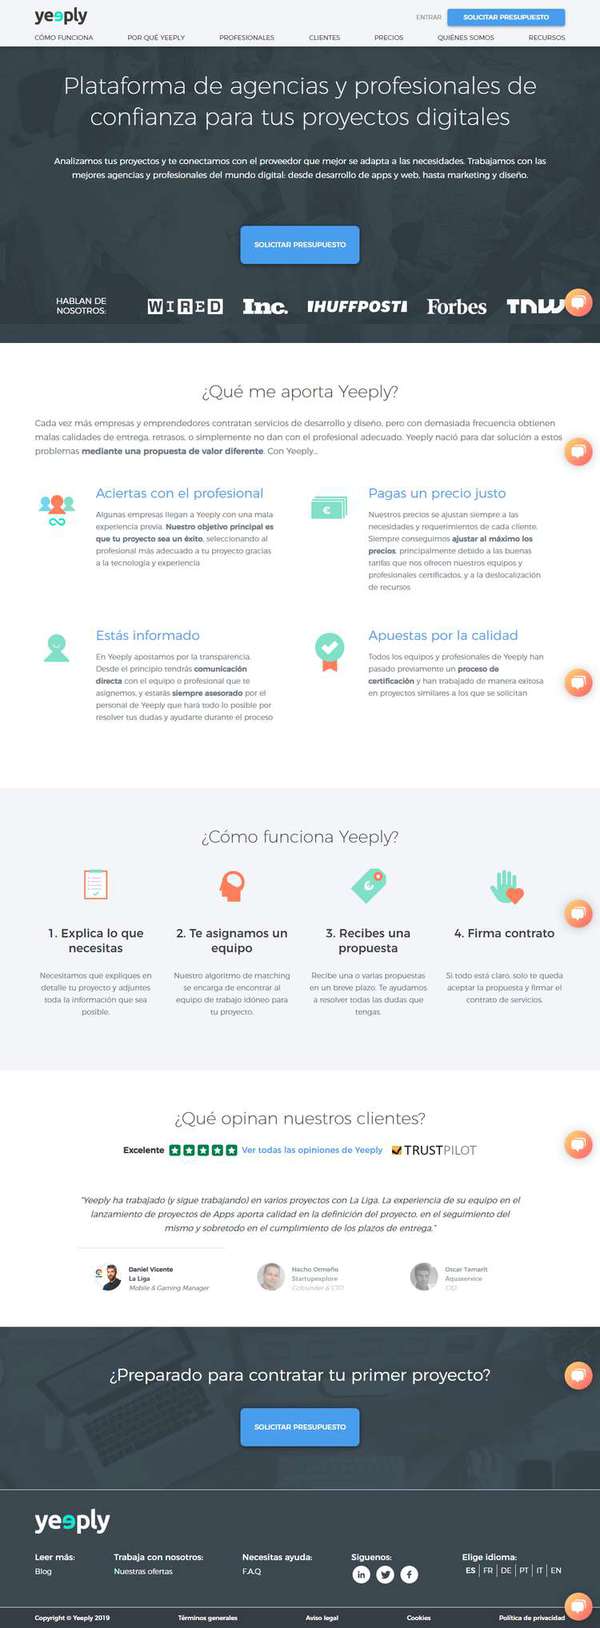 yeeply
ENTRAR
SOLICITAR PRESUPUESTO
CÓMO FUNCIONA POR QUÉ YEEPLY PROFESIONALES CLIENTES PRECIOS QUIÉNES SOMOS RECURSOS
Plataforma de agencias y profesionales de
confianza para tus proyectos digitales
Analizamos tus proyectos y te conectamos con el proveedor que mejor se adapta a las necesidades. Trabajamos con las
mejores agencias y profesionales del mundo digital: desde desarrollo de apps y web, hasta marketing y diseño.
SOLICITAR PRESUPUESTO
HABLAN DE
NOSOTROS:
WIRED Inc. IHUFFPOSTI Forbes TNW
¿Qué me aporta Yeeply?
Cada vez más empresas y emprendedores contratan servicios de desarrollo y diseño, pero con demasiada frecuencia obtienen
malas calidades de entrega, retrasos, o simplemente no dan con el profesional adecuado. Yeeply nació para dar solución a estos
problemas mediante una propuesta de valor diferente. Con Yeeply...
Aciertas con el profesional
Algunas empresas llegan a Yeeply con una mala
experiencia previa. Nuestro objetivo principal es
que tu proyecto sea un éxito, seleccionando al
profesional más adecuado a tu proyecto gracias
a la tecnología y experiencia
Pagas un precio justo
Nuestros precios se ajustan siempre a las
necesidades y requerimientos de cada cliente.
Siempre conseguimos ajustar al máximo los
precios, principalmente debido a las buenas
tarifas que nos ofrecen nuestros equipos y
profesionales certificados, y a la deslocalización
de recursos
Estás informado
En Yeeply apostamos por la transparencia.
Desde el principio tendrás comunicación
directa con el equipo o profesional que te
asignemos, y estarás siempre asesorado por el
personal de Yeeply que hará todo lo posible por
resolver tus dudas y ayudarte durante el proceso
Apuestas por la calidad
Todos los equipos y profesionales de Yeeply han
pasado previamente un proceso de
certificación y han trabajado de manera exitosa
en proyectos similares a los que se solicitan
¿Cómo funciona Yeeply?
1. Explica lo que
necesitas
Necesitamos que expliques en
detalle tu proyecto y adjuntes
toda la información que sea
posible.
2. Te asignamos un
equipo
Nuestro algoritmo de matching
se encarga de encontrar al
equipo de trabajo idóneo para
tu proyecto.
3. Recibes una
propuesta
Recibe una o varias propuestas
en un breve plazo. Te ayudamos
a resolver todas las dudas que
tengas.
4. Firma contrato
Si todo está claro, solo te queda
aceptar la propuesta y firmar el
contrato de servicios.
¿Qué opinan nuestros clientes?
Excelente Ver todas las opiniones de Yeeply TRUSTPILOT
"Yeeply ha trabajado (y sigue trabajando) en varios proyectos con La Liga. La experiencia de su equipo en el
lanzamiento de proyectos de Apps aporta calidad en la definición del proyecto, en el seguimiento del
mismo y sobretodo en el cumplimiento de los plazos de entrega."
Daniel Vicente
La Liga
Mobile & Gaming Manager
Nacho Ormeño
Startupxplore
Cofounder & CTO
Oscar Tamarit
Aquaservice
CIO
¿Preparado para contratar tu primer proyecto?
SOLICITAR PRESUPUESTO
yeeply
Leer más:
Blog
Trabaja con nosotros:
Nuestras ofertas
Necesitas ayuda:
F.A.Q
Síguenos:
Elige idioma:
ES FR DE PT IT EN
Copyright © Yeeply 2019 Términos generales Aviso legal Cookies Política de privacidad